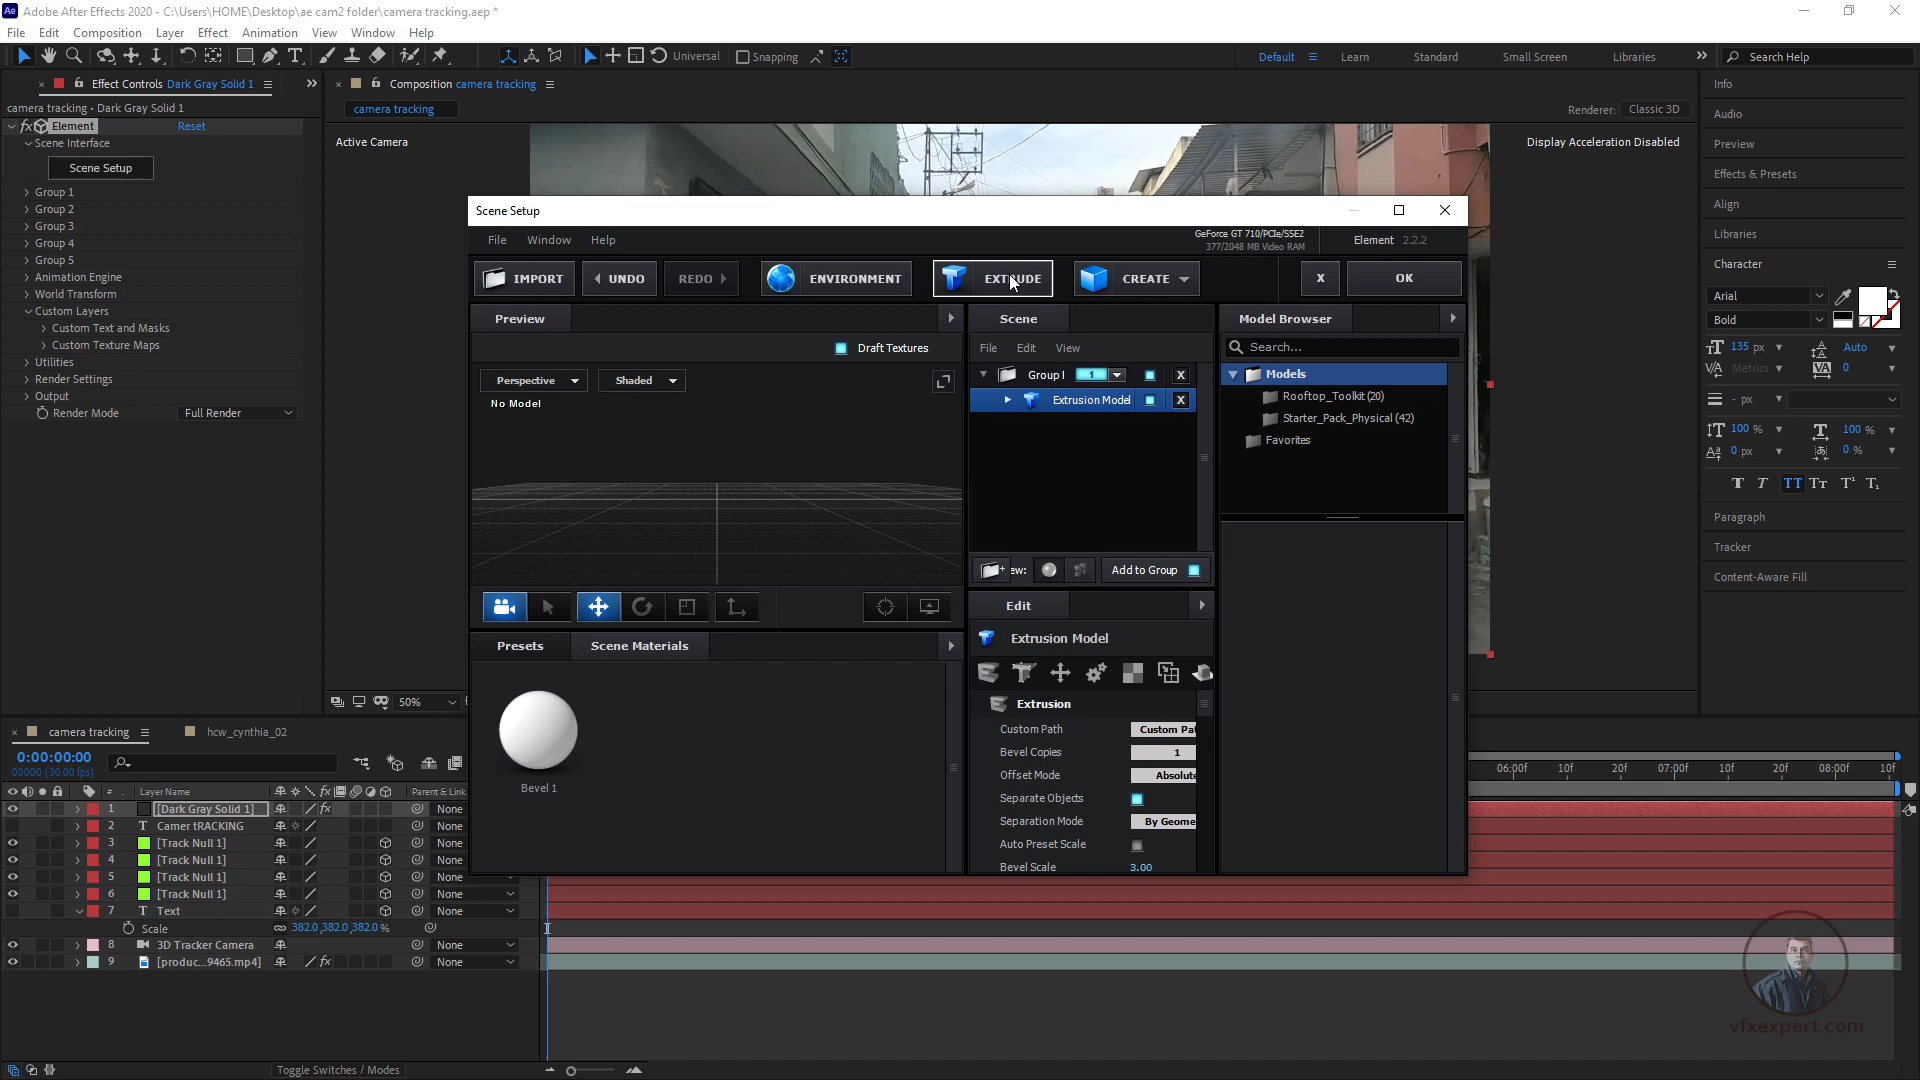 Adobe After Effects 2020 - C:\Users\HOME\Desktop\ae cam2 folder\camera tracking.aep *
File Edit Composition Layer Effect Animation View Window Help
Universal Snapping Default Learn Standard Small Screen Libraries Search Help
Effect Controls Dark Gray Solid 1
Composition camera tracking
Info
camera tracking • Dark Gray Solid 1
camera tracking
Renderer: Classic 3D
Audio
fx Element Reset
Active Camera
Display Acceleration Disabled
Scene Interface
Preview
Scene Setup
Effects & Presets
Group 1
Align
Group 2
Scene Setup
Group 3
Libraries
File Window Help
GeForce GT 710/PCIe/SSE2
377/2048 MB Video RAM
Element 2.2.2
Group 4
Group 5
Character
Animation Engine
IMPORT UNDO REDO ENVIRONMENT EXTRUDE CREATE X OK
World Transform
Arial
Custom Layers
Bold
Custom Text and Masks
Preview Scene Model Browser
Custom Texture Maps
Draft Textures
File Edit View
Search...
135 px Auto
Utilities
Metrics 0
Render Settings
Perspective Shaded
Group 1 1 X
Models
Output
No Model
Extrusion Model X
Rooftop_Toolkit (20)
- px
Render Mode Full Render
Starter_Pack_Physical (42)
100 % 100 %
Favorites
0 px 0 %
T T TT Tt T¹ T₁
Paragraph
Tracker
ew: Add to Group
Content-Aware Fill
Edit
Extrusion Model
Presets Scene Materials
Extrusion
50%
Custom Path Custom Pat
camera tracking hcw_cynthia_02
Bevel Copies 1
0:00:00:00
00000 (30.00 fps)
06:00f 10f 20f 07:00f 10f 20f 08:00f 10f
Offset Mode Absolute
Bevel 1
# Layer Name Parent & Link
Separate Objects
1 [Dark Gray Solid 1] fx None
Separation Mode By Geome
2 T Camer tRACKING None
3 [Track Null 1] None
Auto Preset Scale
4 [Track Null 1] None
Bevel Scale 3.00
5 [Track Null 1] None
6 [Track Null 1] None
7 T Text None
Scale 382.0,382.0,382.0 %
8 3D Tracker Camera None
9 [produc...9465.mp4] fx None
vfxexpert.com
Toggle Switches / Modes